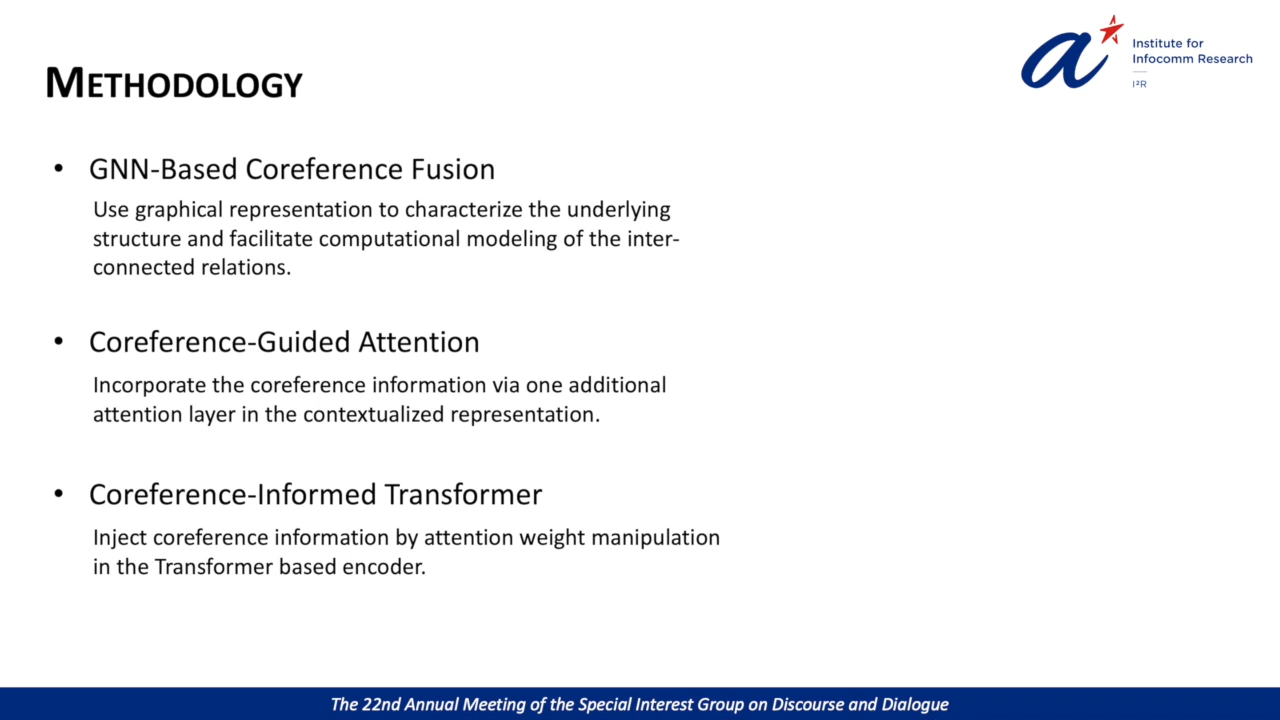 Institute for
Infocomm Research
I²R
METHODOLOGY
• GNN-Based Coreference Fusion
Use graphical representation to characterize the underlying
structure and facilitate computational modeling of the inter-
connected relations.
• Coreference-Guided Attention
Incorporate the coreference information via one additional
attention layer in the contextualized representation.
• Coreference-Informed Transformer
Inject coreference information by attention weight manipulation
in the Transformer based encoder.
The 22nd Annual Meeting of the Special Interest Group on Discourse and Dialogue